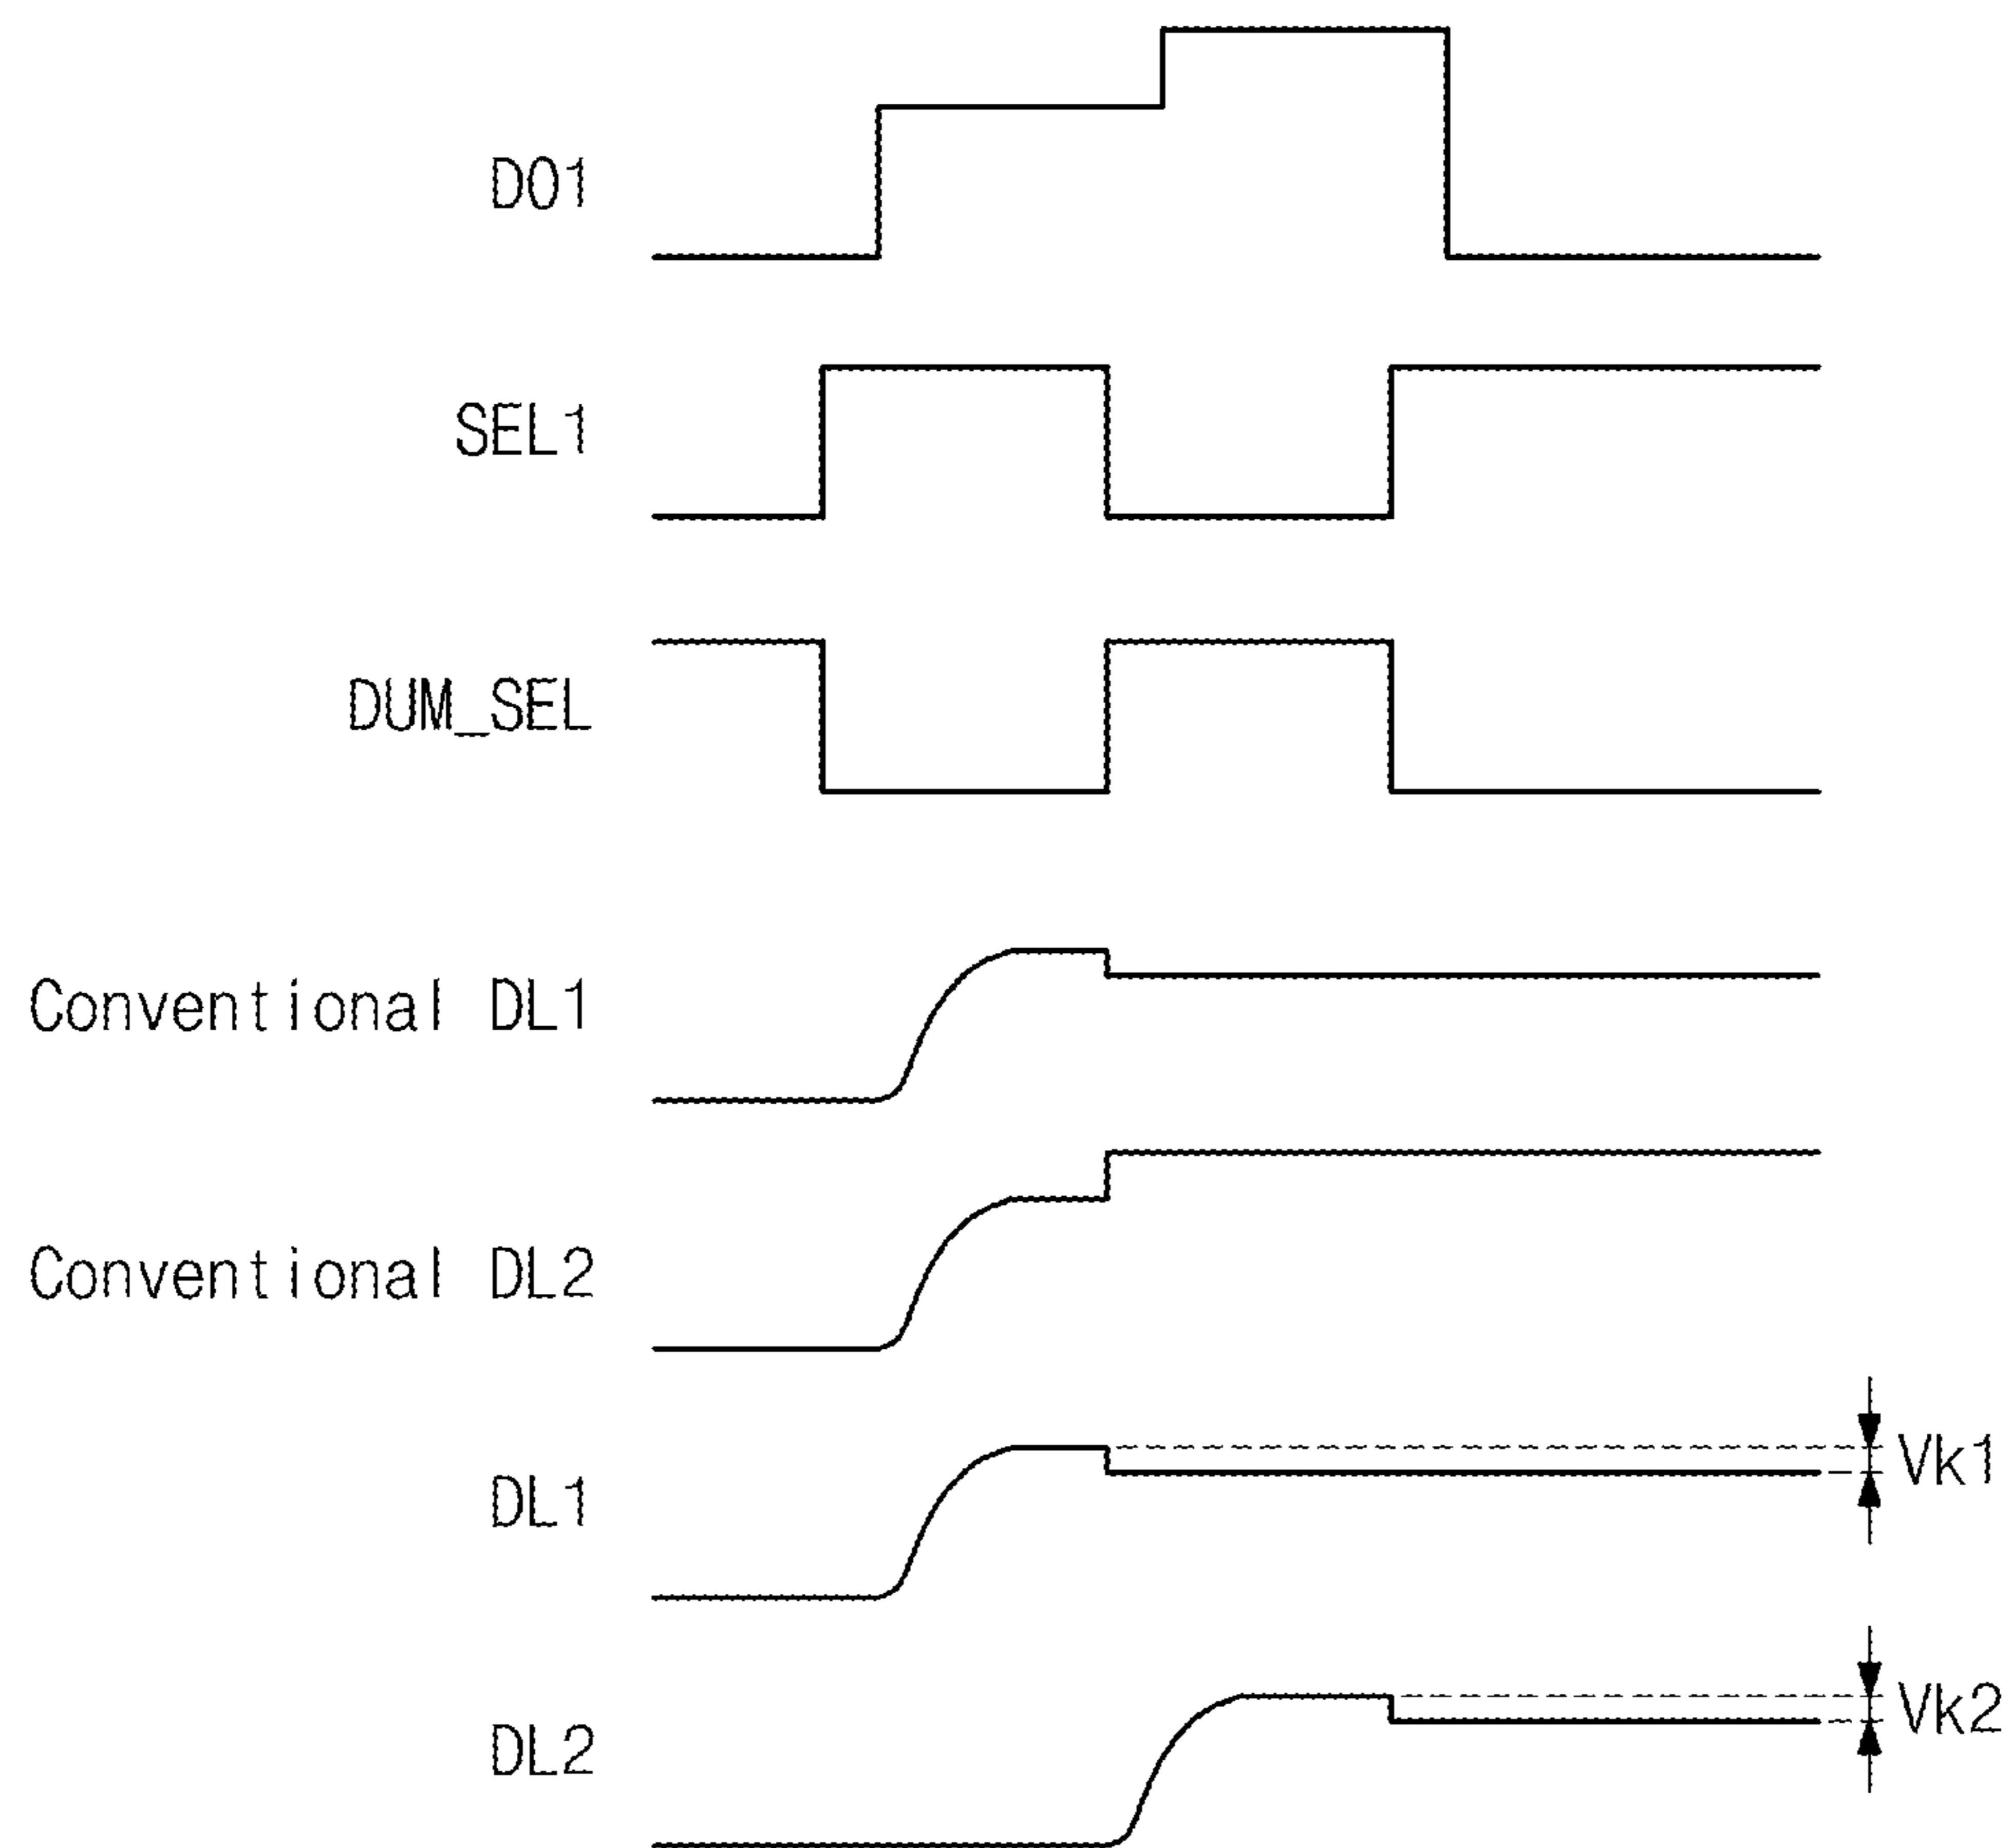 DO1
SEL1
DUM_SEL
Conventional DL1
Conventional DL2
DL1
Vk1
DL2
Vk2